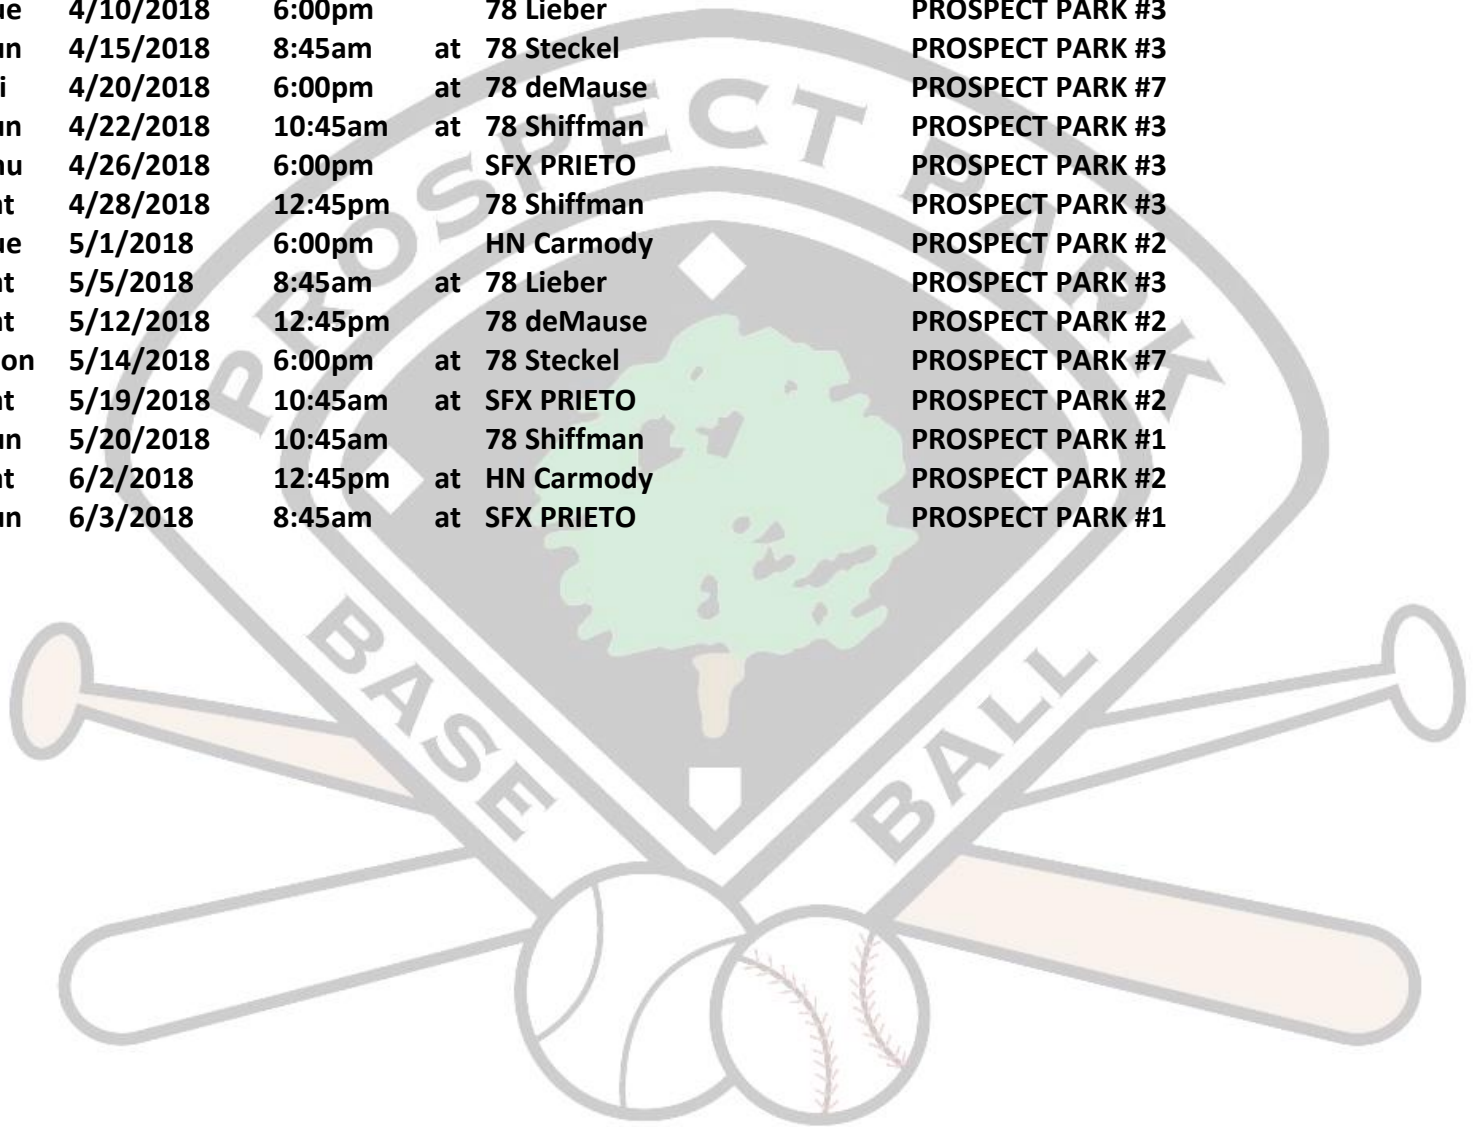 ue 4/10/2018 6:00pm 78 Lieber PROSPECT PARK #3
un 4/15/2018 8:45am at 78 Steckel PROSPECT PARK #3
i 4/20/2018 6:00pm at 78 deMause PROSPECT PARK #7
un 4/22/2018 10:45am at 78 Shiffman PROSPECT PARK #3
hu 4/26/2018 6:00pm SFX PRIETO PROSPECT PARK #3
at 4/28/2018 12:45pm 78 Shiffman PROSPECT PARK #3
ue 5/1/2018 6:00pm HN Carmody PROSPECT PARK #2
at 5/5/2018 8:45am at 78 Lieber PROSPECT PARK #3
at 5/12/2018 12:45pm 78 deMause PROSPECT PARK #2
on 5/14/2018 6:00pm at 78 Steckel PROSPECT PARK #7
at 5/19/2018 10:45am at SFX PRIETO PROSPECT PARK #2
un 5/20/2018 10:45am 78 Shiffman PROSPECT PARK #1
at 6/2/2018 12:45pm at HN Carmody PROSPECT PARK #2
un 6/3/2018 8:45am at SFX PRIETO PROSPECT PARK #1
PROSPECT PARK
BASE BALL